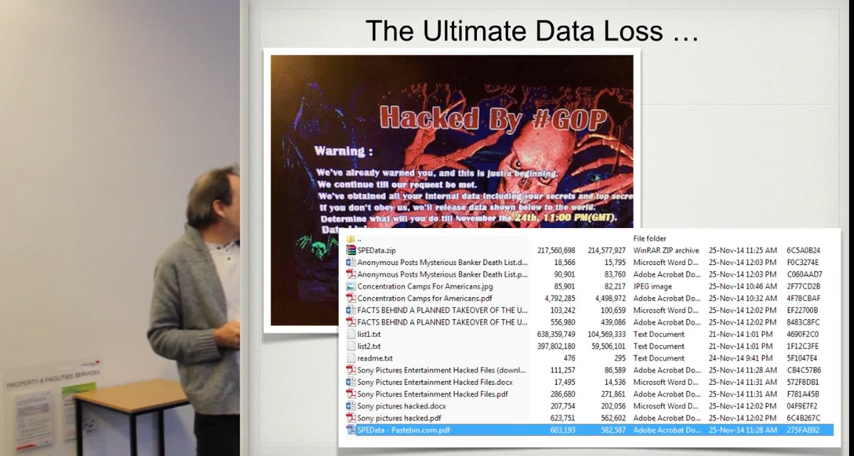 The Ultimate Data Loss ...
Hacked By #GOP
Warning :
We've already warned you, and this is just a beginning.
We continue till our request be met.
We've obtained all your internal data including your secrets and top secre
If you don't obey us, we'll release data shown below to the world.
Determine what will you do till November the 24th, 11:00 PM(GMT).
Data
.. File folder
SPEData.zip 217,560,698 214,577,927 WinRAR ZIP archive 25-Nov-14 11:25 AM 6C5A0B24
Anonymous Posts Mysterious Banker Death List.d... 18,566 15,795 Microsoft Word D... 25-Nov-14 12:03 PM F0C3274E
Anonymous Posts Mysterious Banker Death List.p... 90,901 83,760 Adobe Acrobat Do... 25-Nov-14 12:03 PM C060AAD7
Concentration Camps For Americans.jpg 85,901 82,217 JPEG image 25-Nov-14 10:46 AM 2F77CD2B
Concentration Camps For Americans.pdf 4,792,285 4,498,972 Adobe Acrobat Do... 25-Nov-14 10:32 AM 4F78CBAF
FACTS BEHIND A PLANNED TAKEOVER OF THE U... 103,242 100,659 Microsoft Word D... 25-Nov-14 12:02 PM EF22700B
FACTS BEHIND A PLANNED TAKEOVER OF THE U... 556,980 439,086 Adobe Acrobat Do... 25-Nov-14 12:02 PM 8483C8FC
list1.txt 638,359,749 104,569,333 Text Document 21-Nov-14 1:01 PM 4690F2C0
list2.txt 397,802,180 59,506,101 Text Document 21-Nov-14 1:01 PM 1F12C3FE
readme.txt 476 295 Text Document 24-Nov-14 9:41 PM 5F1047E4
Sony Pictures Entertainment Hacked Files (downl... 111,257 86,589 Adobe Acrobat Do... 25-Nov-14 11:28 AM CB4C57B6
Sony Pictures Entertainment Hacked Files.docx 17,495 14,536 Microsoft Word D... 25-Nov-14 11:31 AM 572F8DB1
Sony Pictures Entertainment Hacked Files.pdf 286,680 271,861 Adobe Acrobat Do... 25-Nov-14 11:31 AM F781A45B
Sony pictures hacked.docx 207,754 202,056 Microsoft Word D... 25-Nov-14 12:02 PM 04F9E7F2
Sony pictures hacked.pdf 623,751 562,602 Adobe Acrobat Do... 25-Nov-14 12:02 PM 6C4B267C
SPEData - Pastebin.com.pdf 603,193 582,587 Adobe Acrobat Do... 25-Nov-14 11:28 AM 275FAB92
PROPERTY & FACILITIES SERVICES